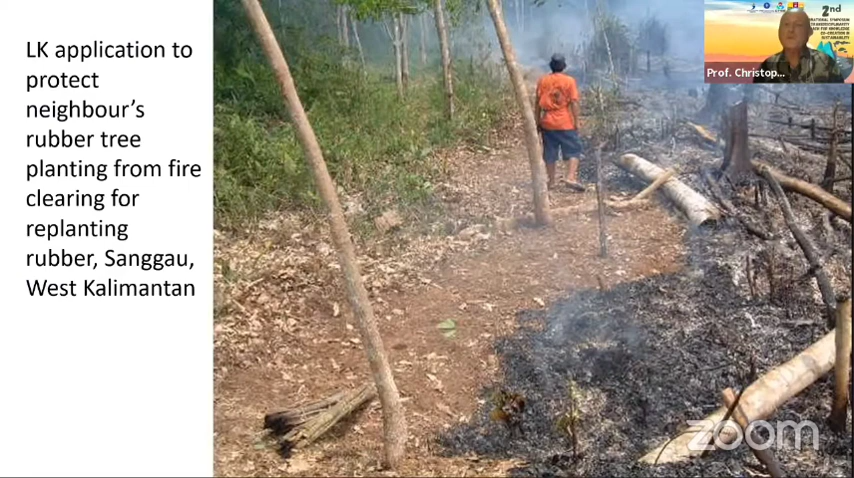 LK application to
protect
neighbour's
rubber tree
planting from fire
clearing for
replanting
rubber, Sanggau,
West Kalimantan
2nd
Prof. Christop...
zoom